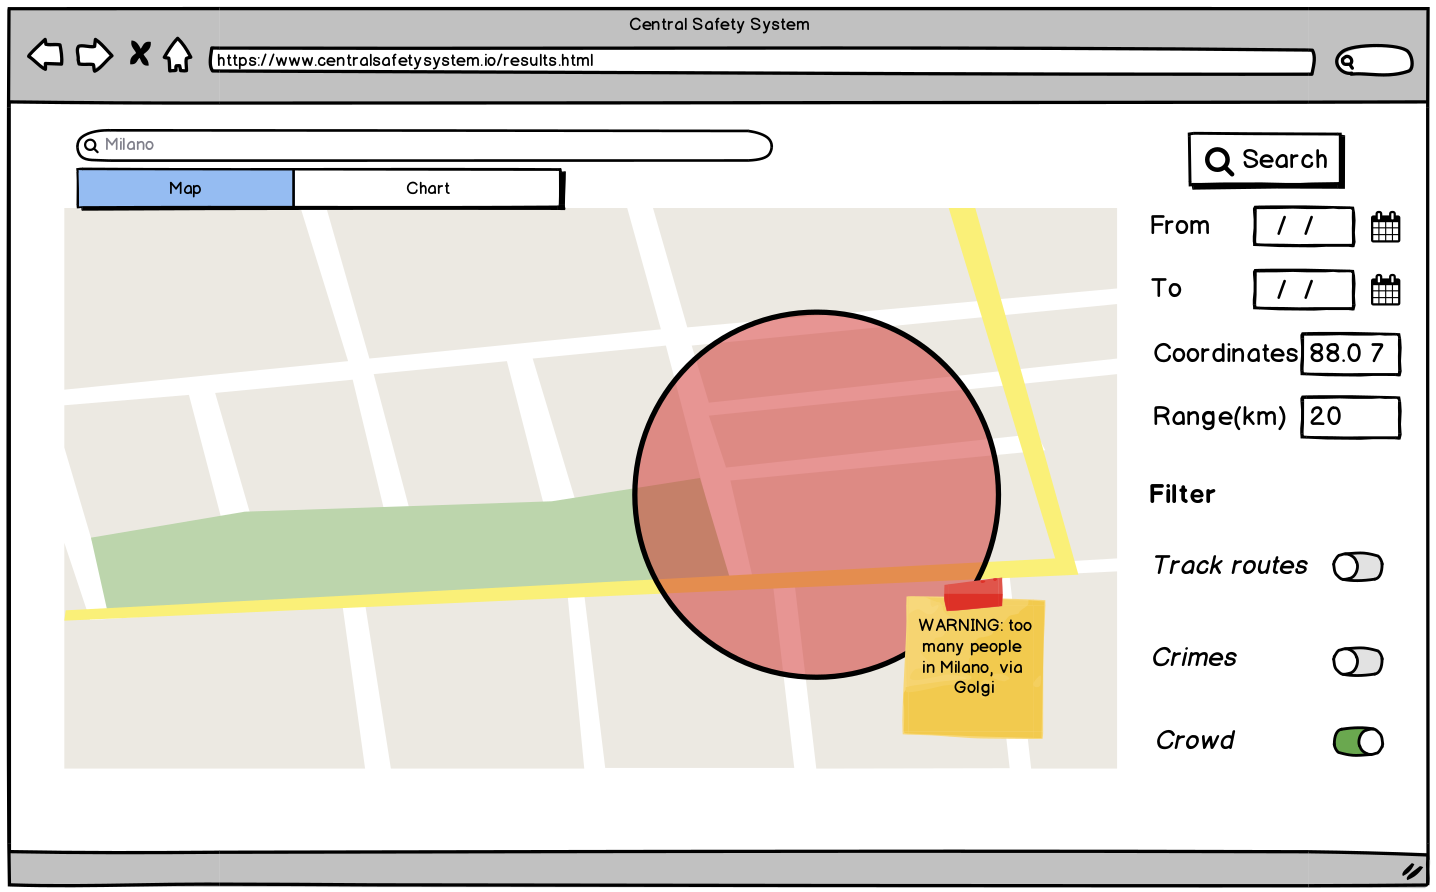 Central Safety System
https://www.centralsafetysystem.io/results.html
Milano
Search
Map
Chart
From
/ /
To
/ /
Coordinates
88.0 7
Range(km)
20
Filter
Track routes
Crimes
Crowd
WARNING: too
many people
in Milano, via
Golgi